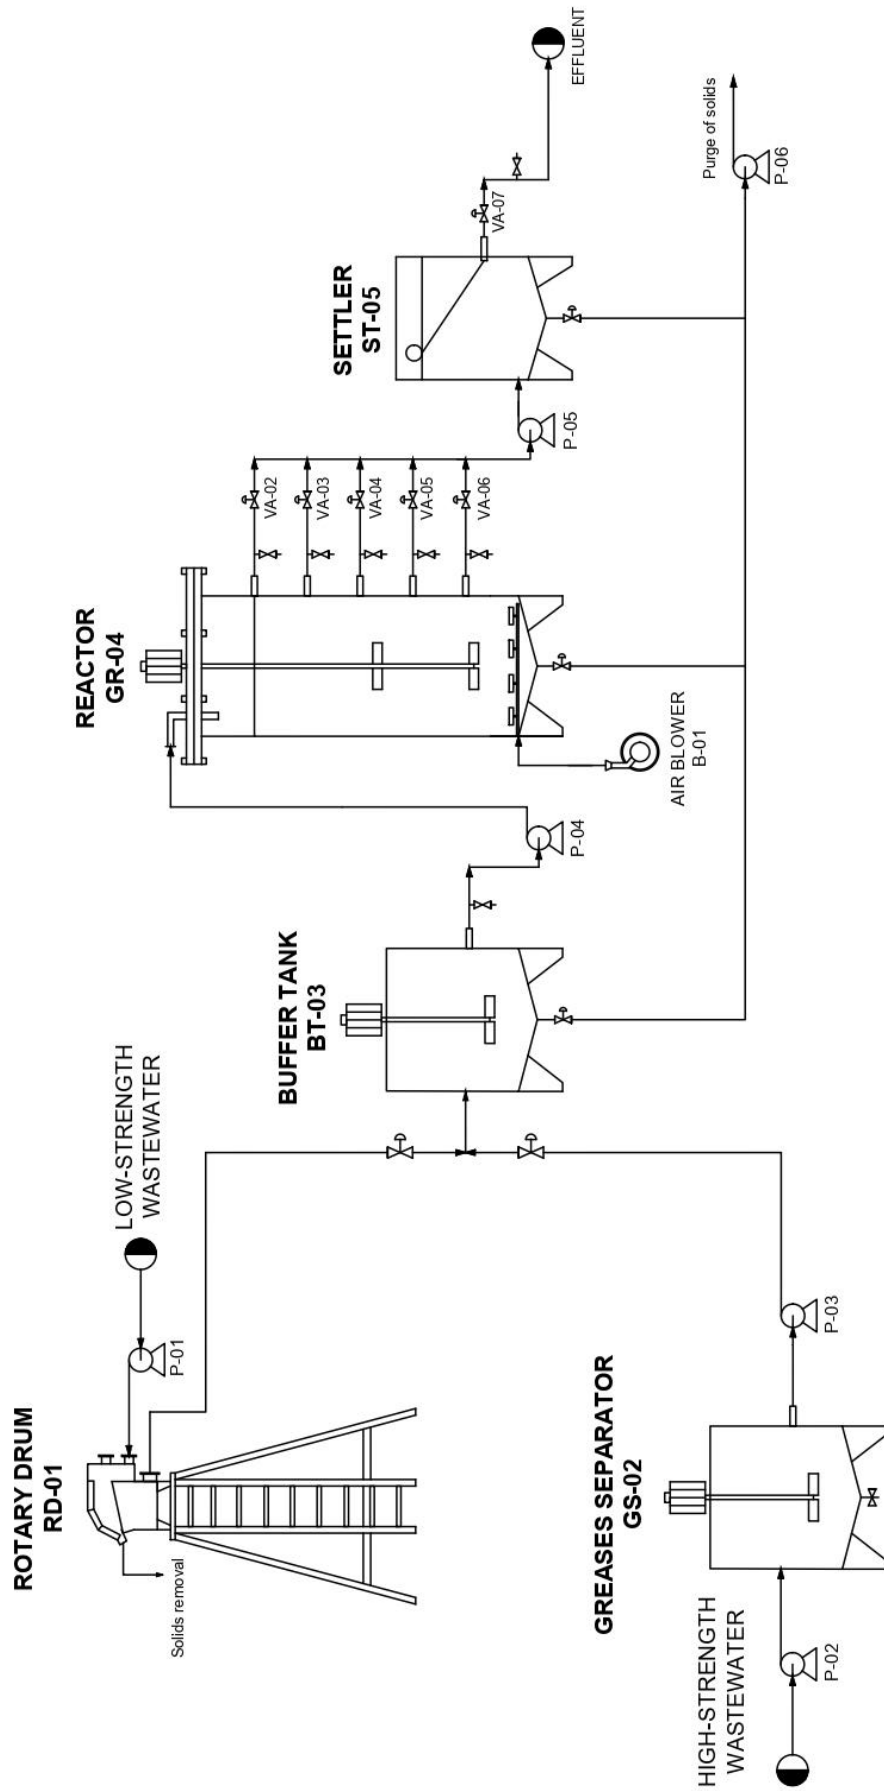 ROTARY DRUM
RD-01
Solids removal
P-01
LOW-STRENGTH
WASTEWATER
HIGH-STRENGTH
WASTEWATER
P-02
GREASES SEPARATOR
GS-02
P-03
BUFFER TANK
BT-03
P-04
REACTOR
GR-04
AIR BLOWER
B-01
VA-02
VA-03
VA-04
VA-05
VA-06
P-05
SETTLER
ST-05
VA-07
EFFLUENT
Purge of solids
P-06